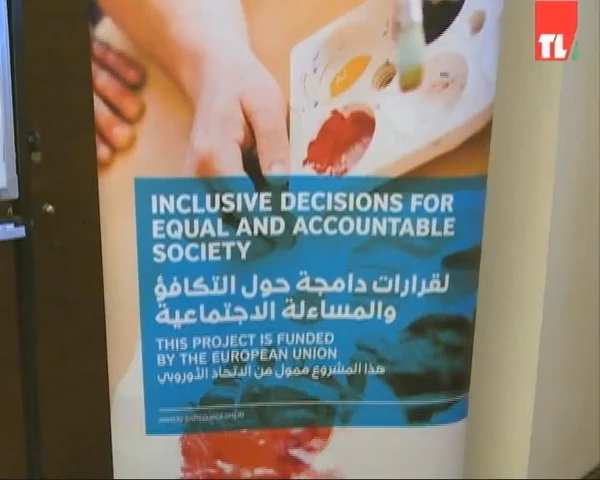 TL
INCLUSIVE DECISIONS FOR
EQUAL AND ACCOUNTABLE
SOCIETY
لقرارات دامجة حول التكافؤ
والمساءلة الاجتماعية
THIS PROJECT IS FUNDED
BY THE EUROPEAN UNION
هذا المشروع ممول من الاتحاد الأوروبي